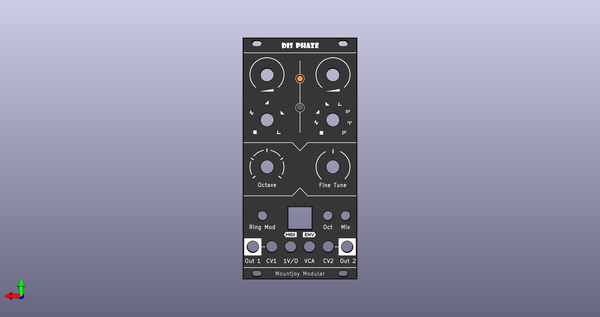 DIS PHAZE
Octave
Fine Tune
Ring Mod
Oct
Mix
MIDI
ENV
Out 1
CV1
1V/O
VCA
CV2
Out 2
Mountjoy Modular